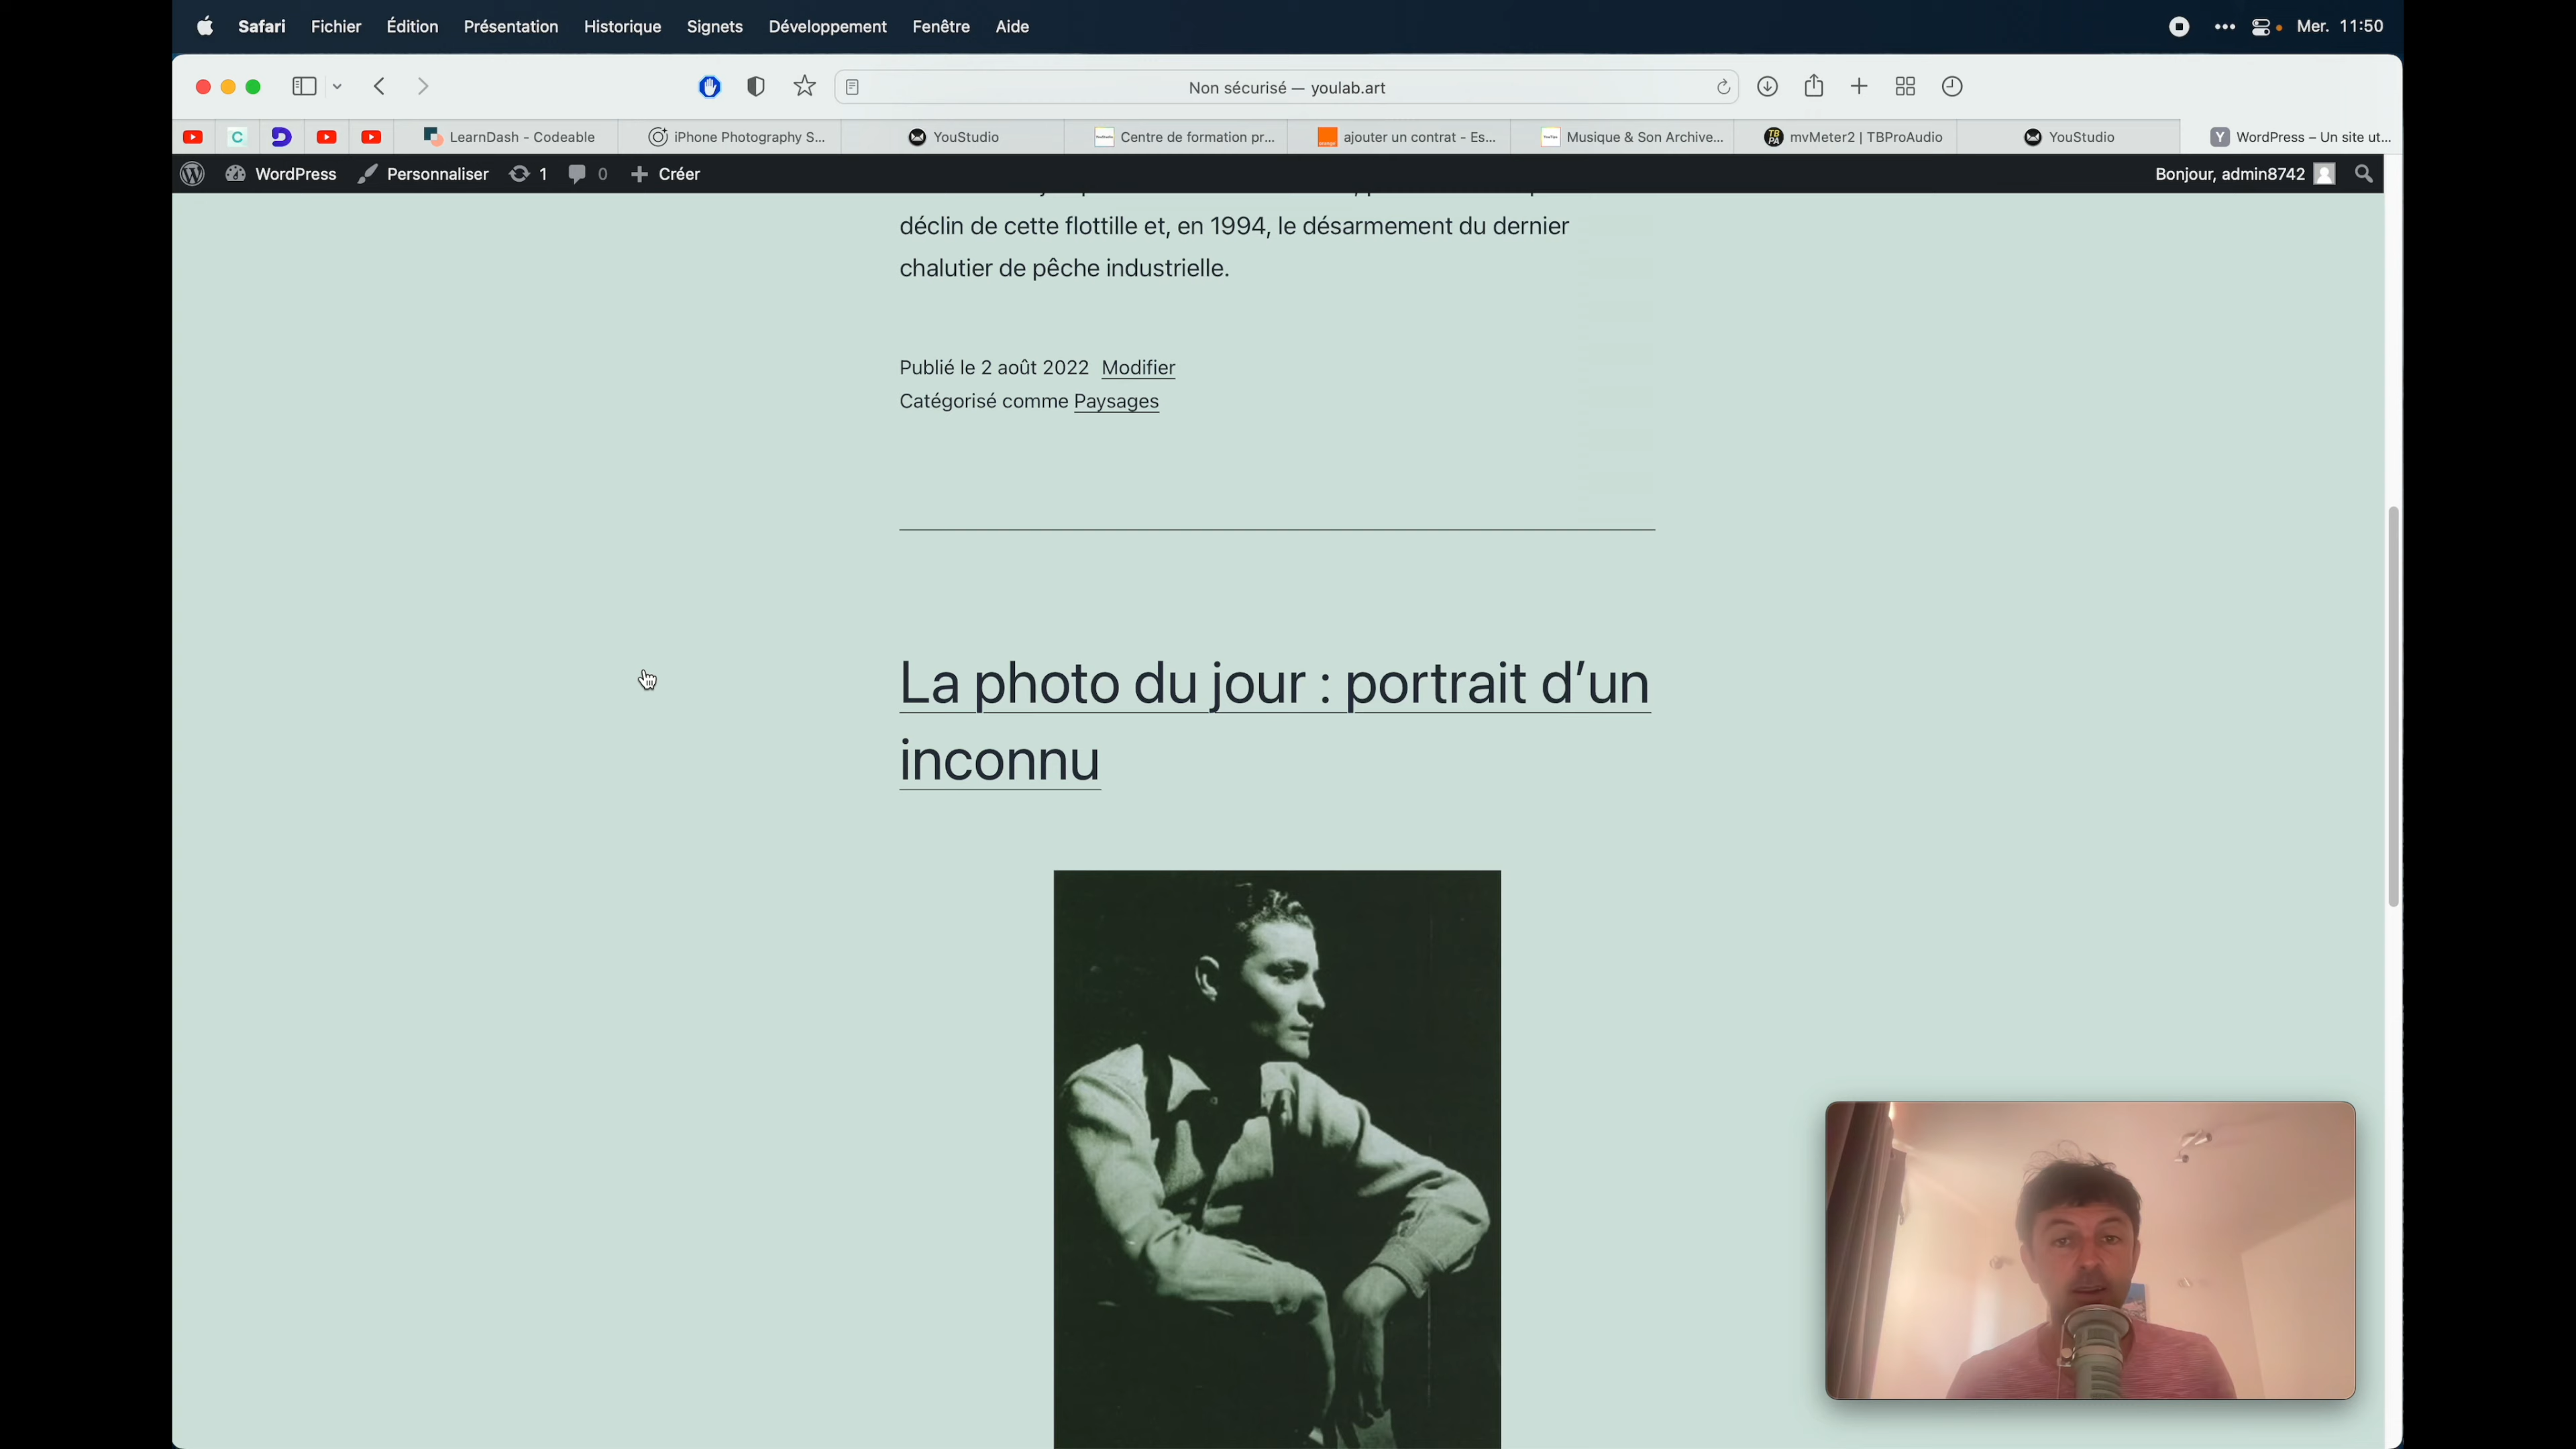 Safari Fichier Édition Présentation Historique Signets Développement Fenêtre Aide Mer. 11:50
Non sécurisé — youlab.art
C LearnDash - Codeable iPhone Photography S... YouStudio Centre de formation pr... ajouter un contrat - Es... Musique & Son Archive... TB PA mvMeter2 | TBProAudio YouStudio Y WordPress – Un site ut...
WordPress Personnaliser 1 0 Créer Bonjour, admin8742
déclin de cette flottille et, en 1994, le désarmement du dernier
chalutier de pêche industrielle.
Publié le 2 août 2022 Modifier
Catégorisé comme Paysages
La photo du jour : portrait d’un
inconnu